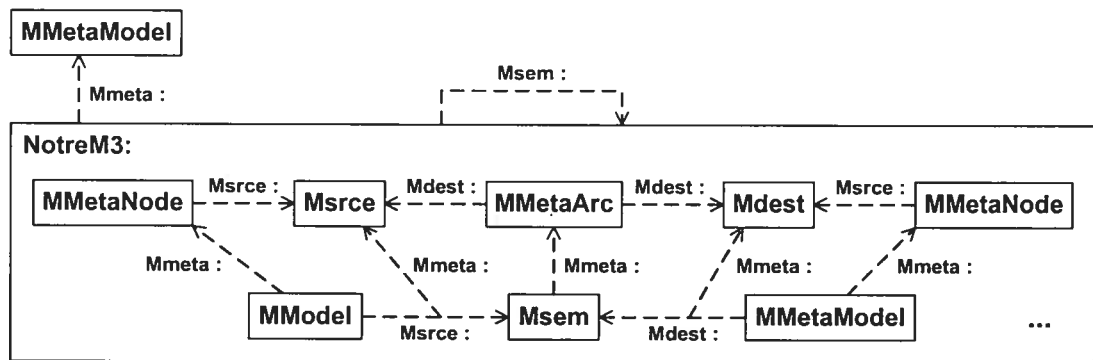 MMetaModel
Mmeta :
Msem :
NotreM3:
Msrce : Mdest : Mdest : Msrce :
MMetaNode Msrce MMetaArc Mdest MMetaNode
Mmeta : Mmeta : Mmeta : Mmeta : Mmeta :
MModel Msem MMetaModel ...
Msrce : Mdest :